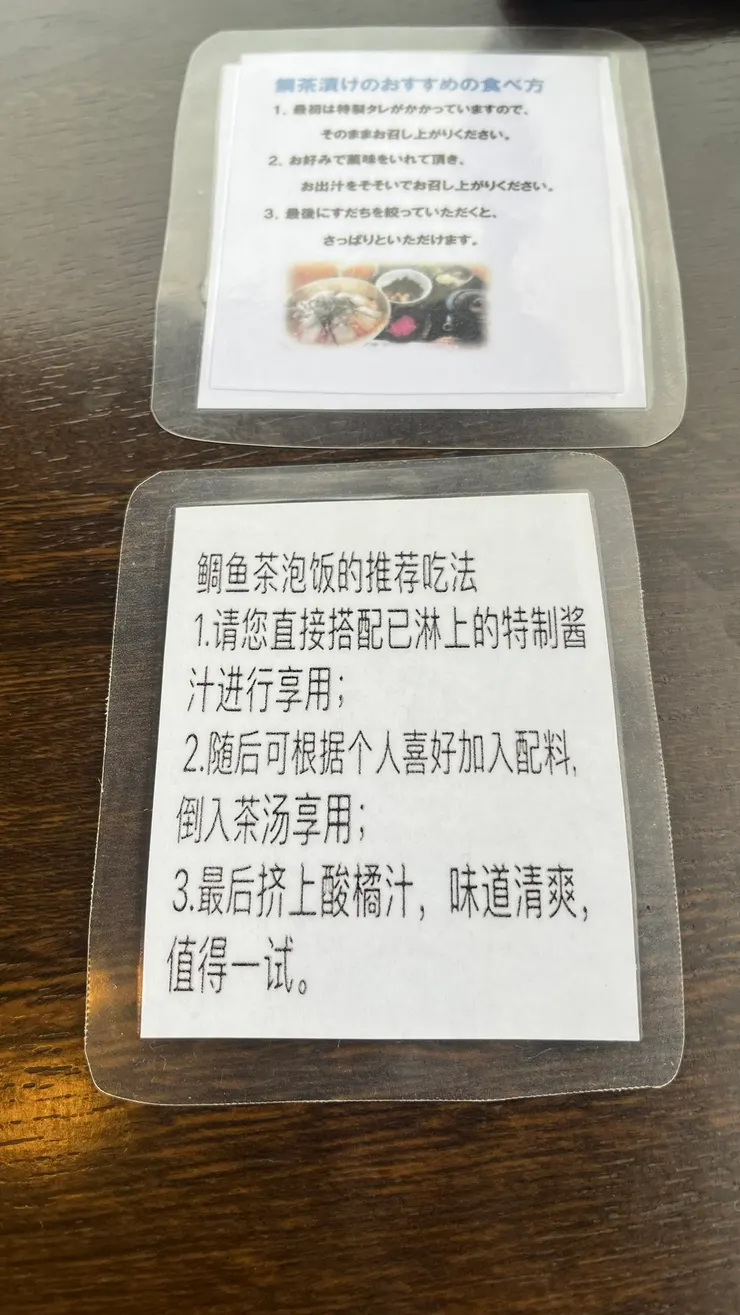 鯛茶漬けのおすすめの食べ方
1. 最初は特製タレがかかっていますので、
そのままお召し上がりください。
2. お好みで薬味をいれて頂き、
お出汁をそそいでお召し上がりください。
3. 最後にすだちを絞っていただくと、
さっぱりといただけます。
鲷鱼茶泡饭的推荐吃法
1.请您直接搭配已淋上的特制酱
汁进行享用；
2.随后可根据个人喜好加入配料,
倒入茶汤享用；
3.最后挤上酸橘汁，味道清爽，
值得一试。